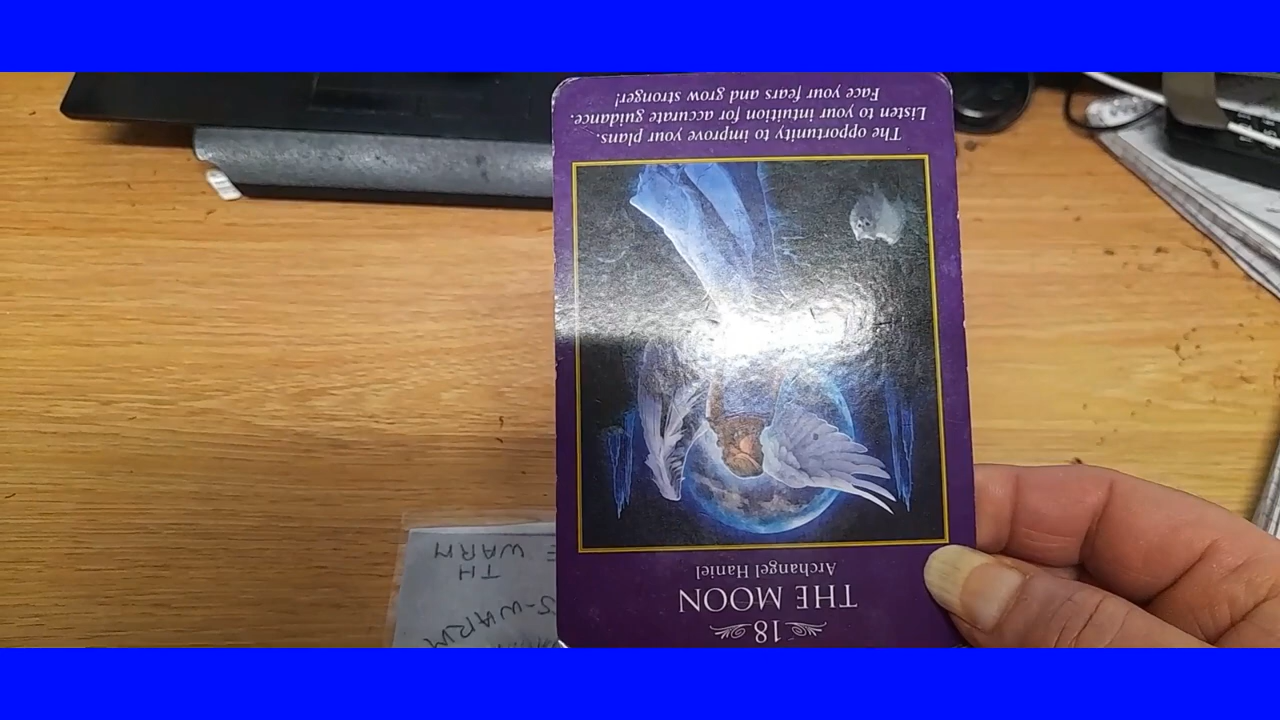 18
THE MOON
Archangel Haniel
The opportunity to improve your plans.
Listen to your intuition for accurate guidance.
Face your fears and grow stronger!
S-WARM
TH
E WARM